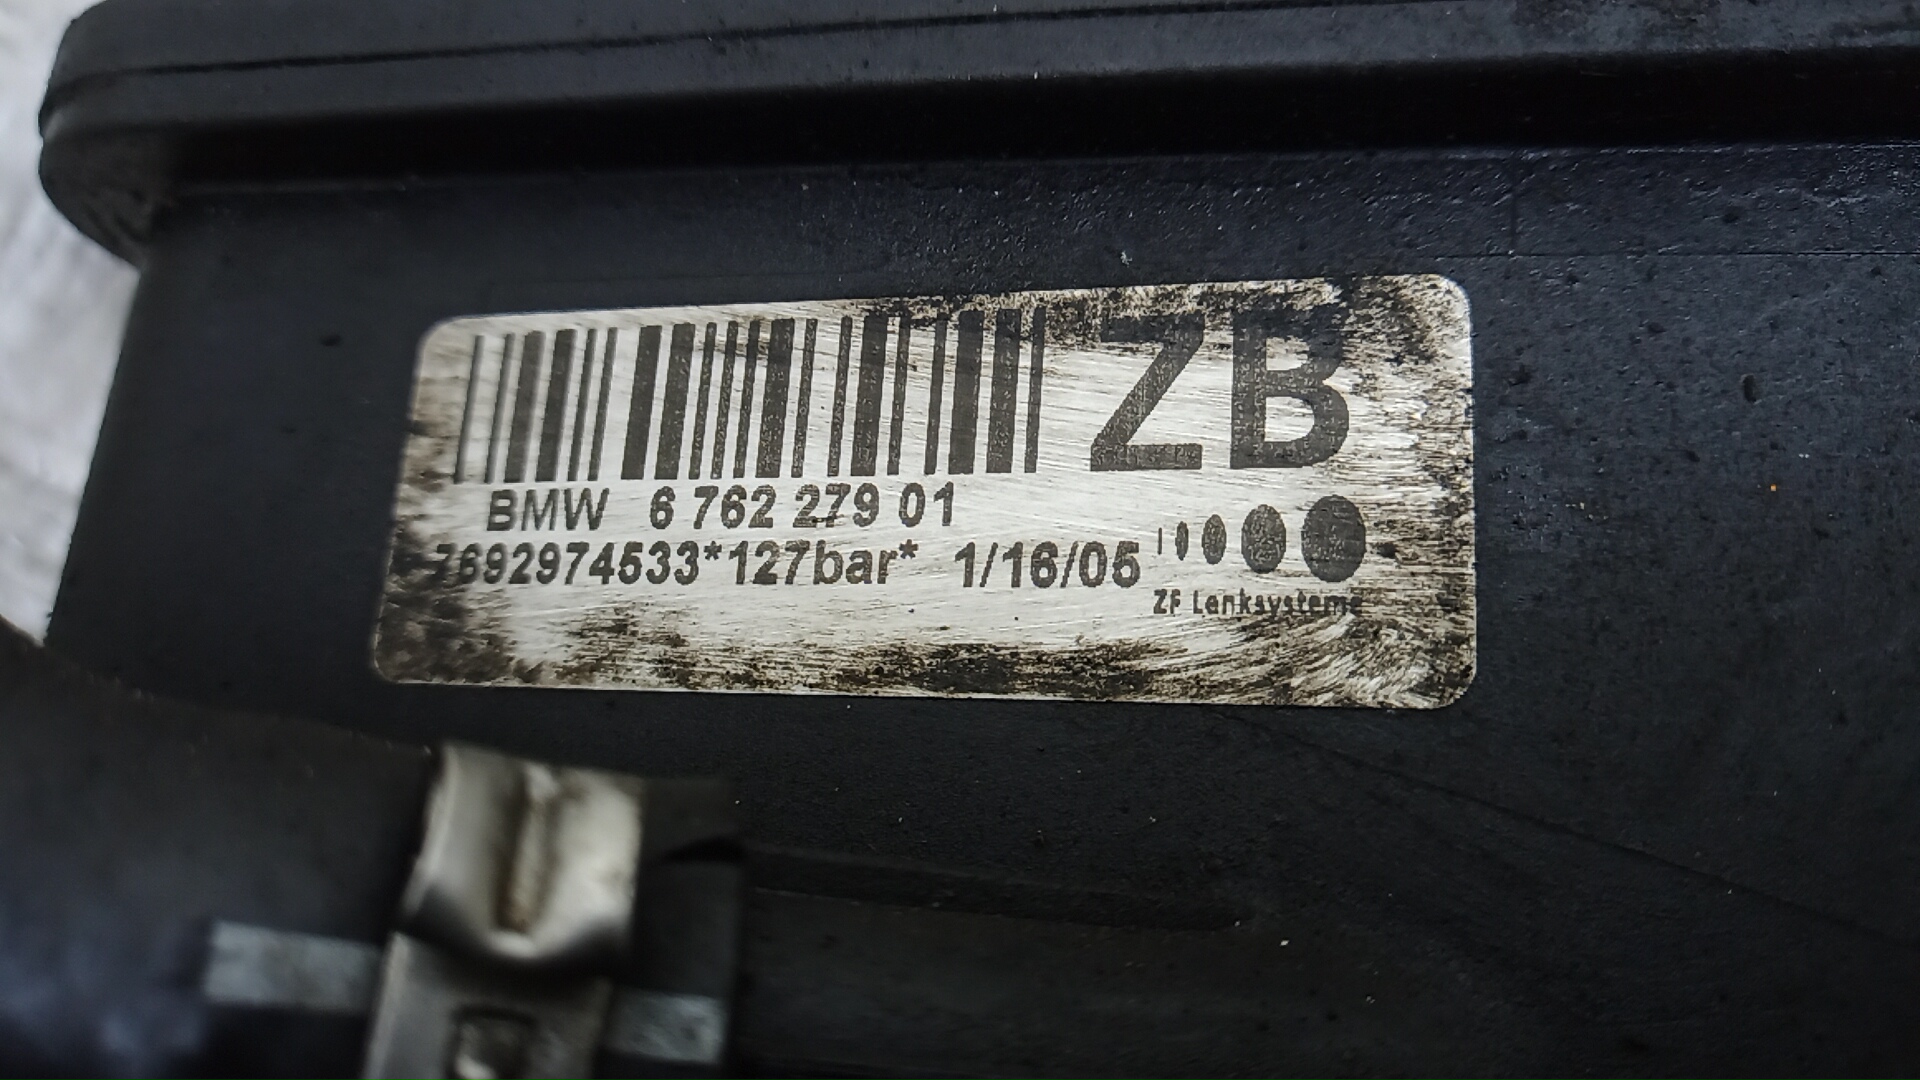 ZB
BMW 6 762 279 01
7692974533*127bar* 1/16/05
ZF Lenksysteme